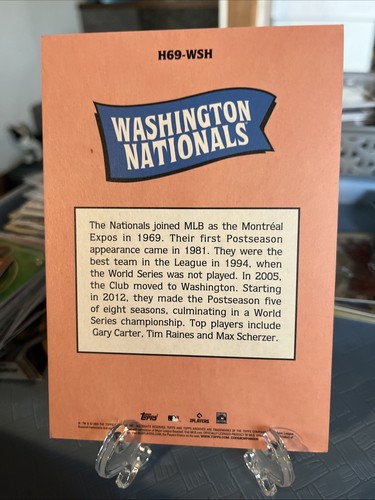 H69-WSH
WASHINGTON
NATIONALS
The Nationals joined MLB as the Montréal
Expos in 1969. Their first Postseason
appearance came in 1981. They were the
best team in the League in 1994, when
the World Series was not played. In 2005,
the Club moved to Washington. Starting
in 2012, they made the Postseason five
of eight seasons, culminating in a World
Series championship. Top players include
Gary Carter, Tim Raines and Max Scherzer.
Topps
PLAYERS